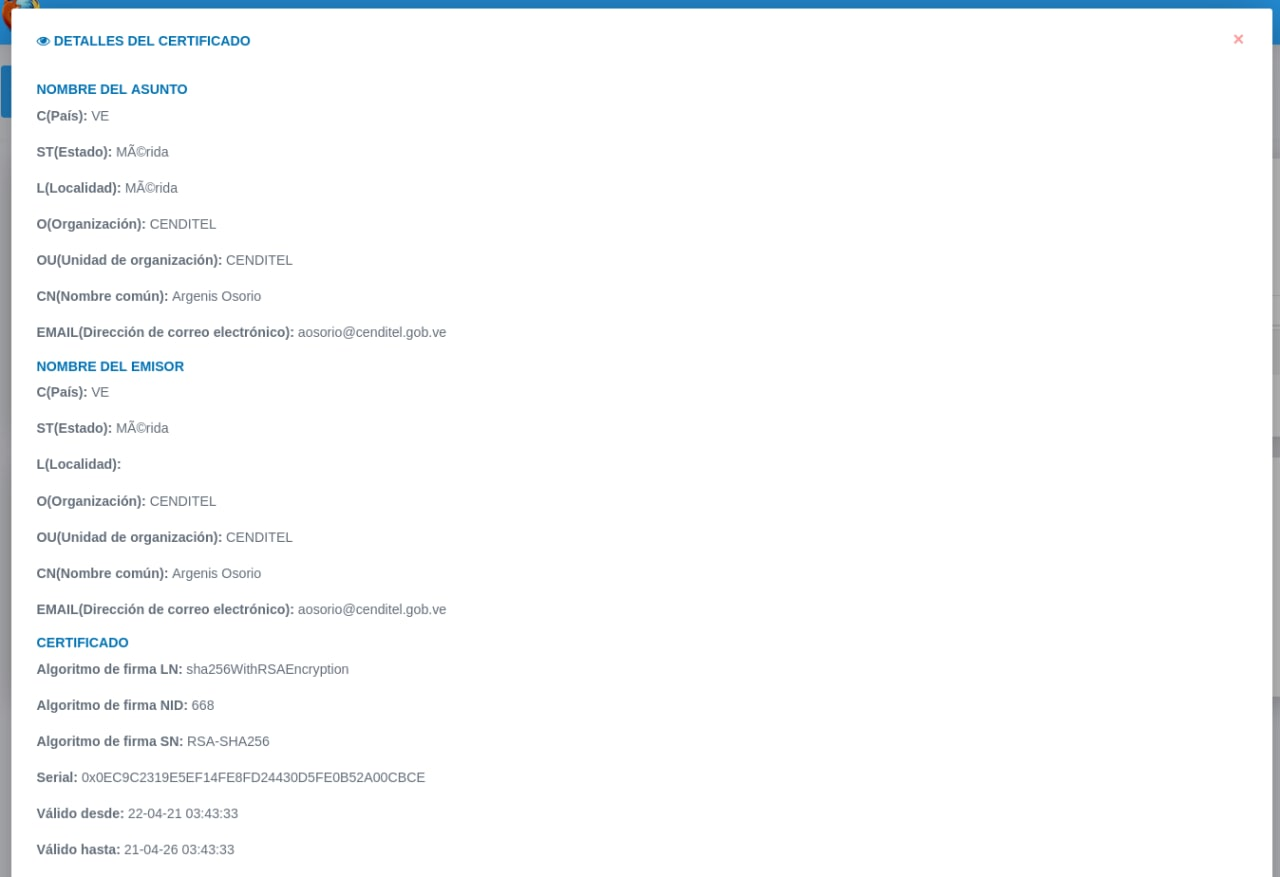 DETALLES DEL CERTIFICADO
×
NOMBRE DEL ASUNTO
C(País): VE
ST(Estado): MÃ©rida
L(Localidad): MÃ©rida
O(Organización): CENDITEL
OU(Unidad de organización): CENDITEL
CN(Nombre común): Argenis Osorio
EMAIL(Dirección de correo electrónico): aosorio@cenditel.gob.ve
NOMBRE DEL EMISOR
C(País): VE
ST(Estado): MÃ©rida
L(Localidad):
O(Organización): CENDITEL
OU(Unidad de organización): CENDITEL
CN(Nombre común): Argenis Osorio
EMAIL(Dirección de correo electrónico): aosorio@cenditel.gob.ve
CERTIFICADO
Algoritmo de firma LN: sha256WithRSAEncryption
Algoritmo de firma NID: 668
Algoritmo de firma SN: RSA-SHA256
Serial: 0x0EC9C2319E5EF14FE8FD24430D5FE0B52A00CBCE
Válido desde: 22-04-21 03:43:33
Válido hasta: 21-04-26 03:43:33